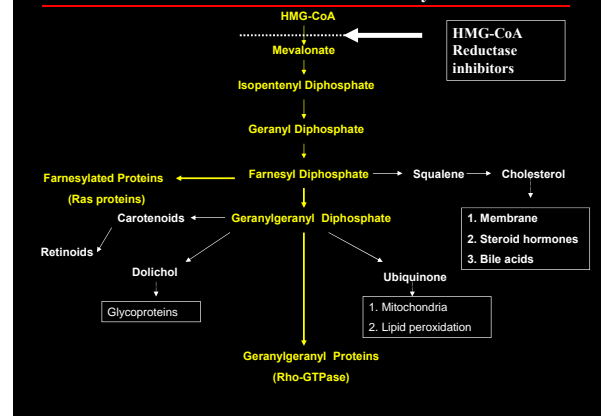 HMG-CoA
HMG-CoA
Reductase
inhibitors
Mevalonate
Isopentenyl Diphosphate
Geranyl Diphosphate
Farnesylated Proteins
(Ras proteins)
Farnesyl Diphosphate
Squalene
Cholesterol
Carotenoids
Geranylgeranyl Diphosphate
1. Membrane
2. Steroid hormones
3. Bile acids
Retinoids
Dolichol
Ubiquinone
Glycoproteins
1. Mitochondria
2. Lipid peroxidation
Geranylgeranyl Proteins
(Rho-GTPase)